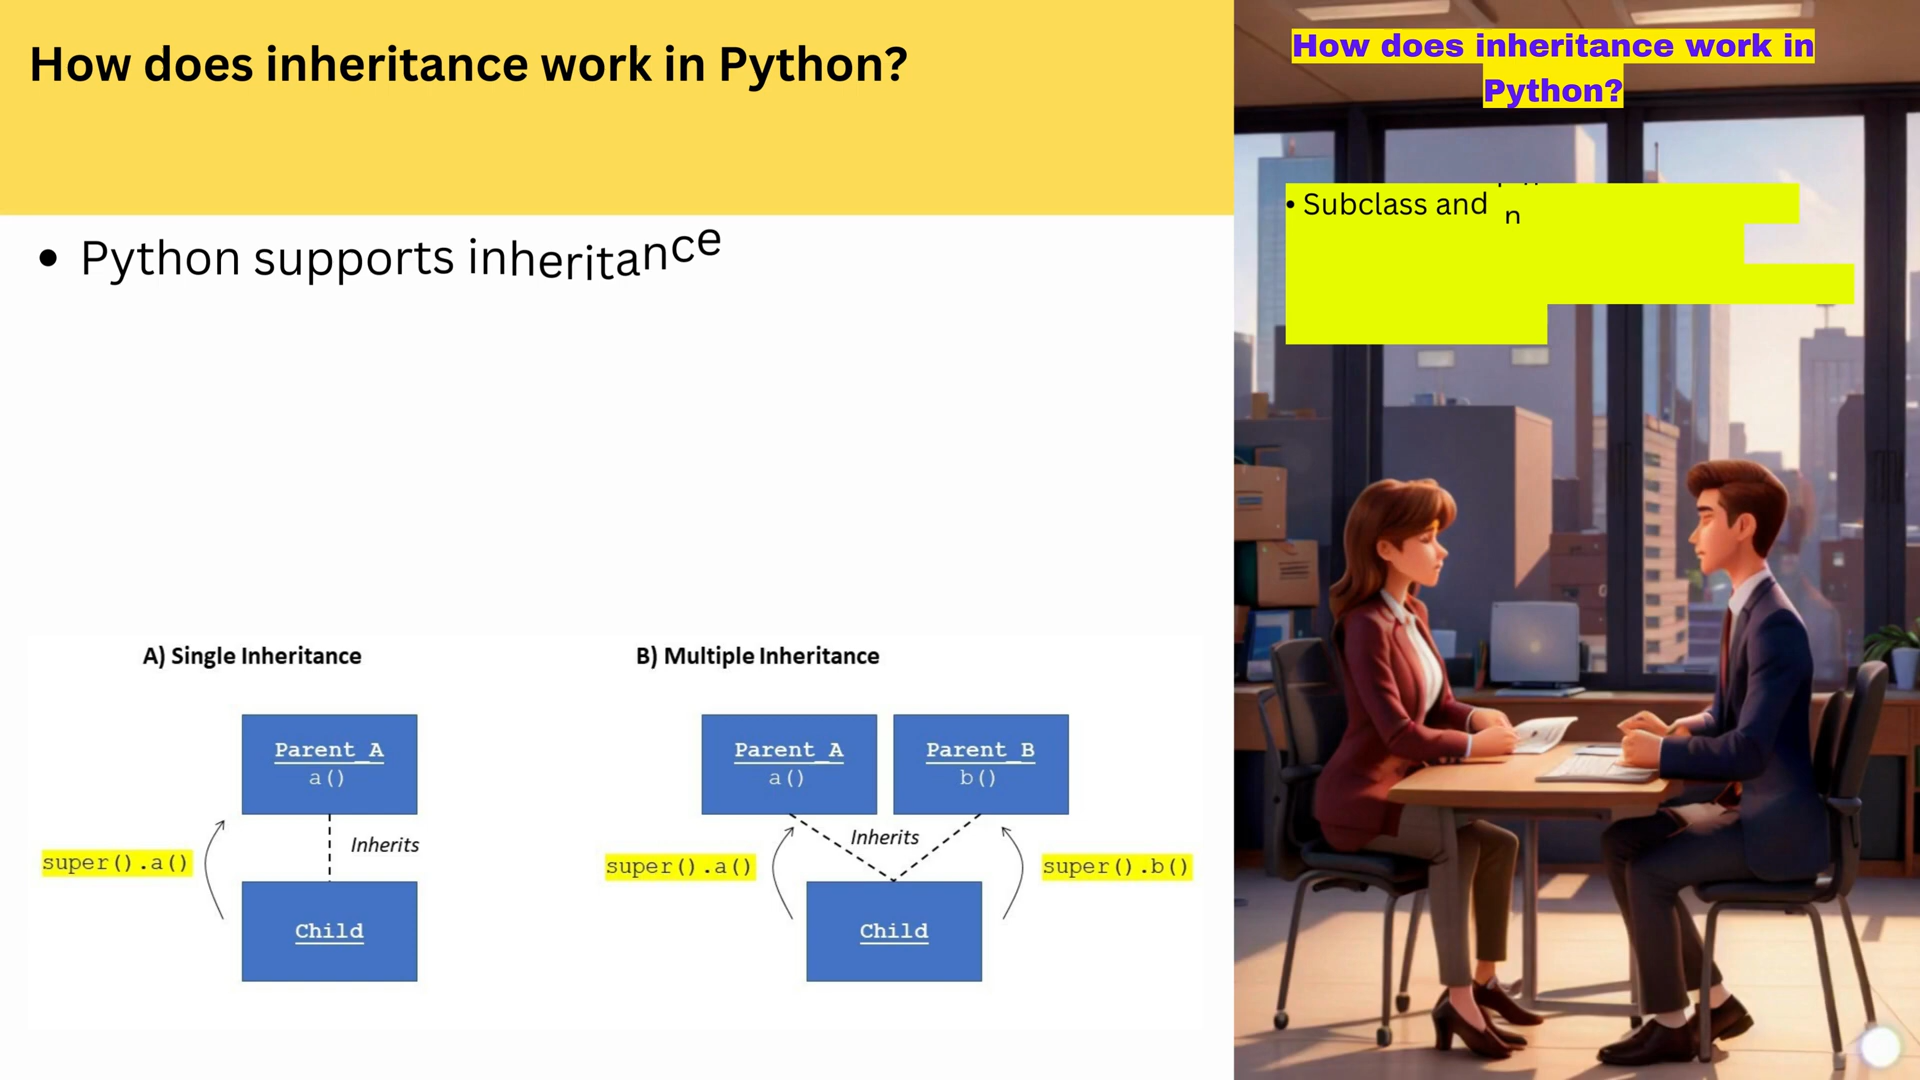 How does inheritance work in Python?
• Python supports inheritance
A) Single Inheritance
B) Multiple Inheritance
Parent_A
a()
Inherits
super().a()
Child
Parent_A
a()
Parent_B
b()
Inherits
super().a()
super().b()
Child
How does inheritance work in
Python?
• Subclass and